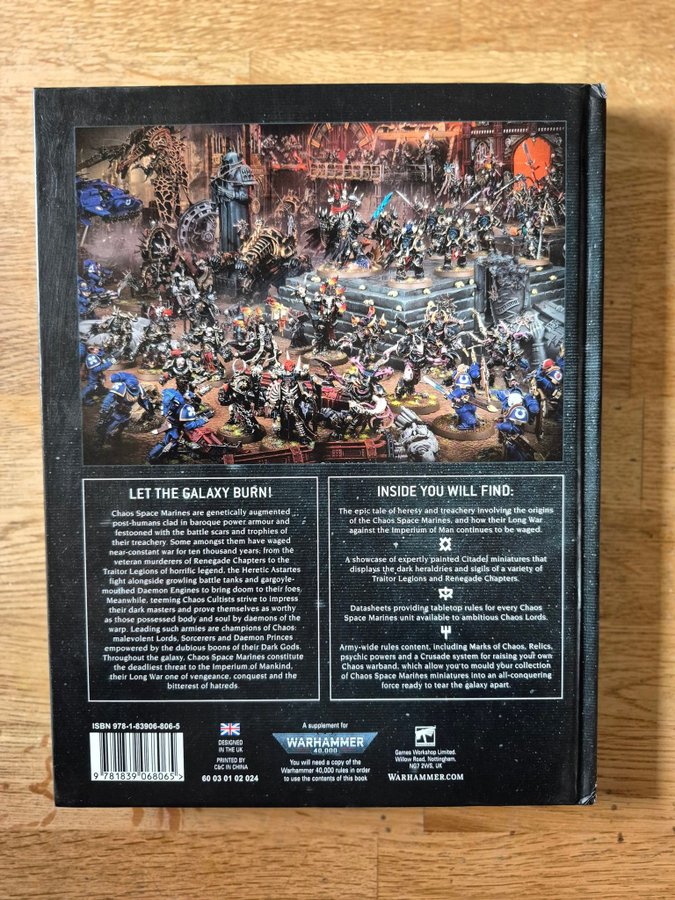 LET THE GALAXY BURN!
Chaos Space Marines are genetically augmented
post-humans clad in baroque power armour and
festooned with the battle scars and trophies of
their treachery. Some amongst them have waged
near-constant war for ten thousand years; from the
veteran murderers of Renegade Chapters to the
Traitor Legions of horrific legend, the Heretic Astartes
fight alongside growling battle tanks and gargoyle-
mouthed Daemon Engines to bring doom to their foes.
Meanwhile, teeming Chaos Cultists strive to impress
their dark masters and prove themselves as worthy
as those possessed body and soul by daemons of the
warp. Leading such armies are champions of Chaos:
malevolent Lords, Sorcerers and Daemon Princes
empowered by the dubious boons of their Dark Gods.
Throughout the galaxy, Chaos Space Marines constitute
the deadliest threat to the Imperium of Mankind,
their Long War one of vengeance, conquest and the
bitterest of hatreds.
INSIDE YOU WILL FIND:
The epic tale of heresy and treachery involving the origins
of the Chaos Space Marines, and how their Long War
against the Imperium of Man continues to be waged.
A showcase of expertly painted Citadel miniatures that
displays the dark heraldries and sigils of a variety of
Traitor Legions and Renegade Chapters.
Datasheets providing tabletop rules for every Chaos
Space Marines unit available to ambitious Chaos Lords.
Army-wide rules content, including Marks of Chaos, Relics,
psychic powers and a Crusade system for raising your own
Chaos warband, which allow you to mould your collection
of Chaos Space Marines miniatures into an all-conquering
force ready to tear the galaxy apart.
ISBN 978-1-83906-806-5
9 781839 068065
DESIGNED
IN THE UK
PRINTED BY
C&C IN CHINA
60 03 01 02 024
A supplement for
WARHAMMER
40,000
You will need a copy of the
Warhammer 40,000 rules in order
to use the contents of this book
Games Workshop Limited,
Willow Road, Nottingham,
NG7 2WS, UK
WARHAMMER.COM